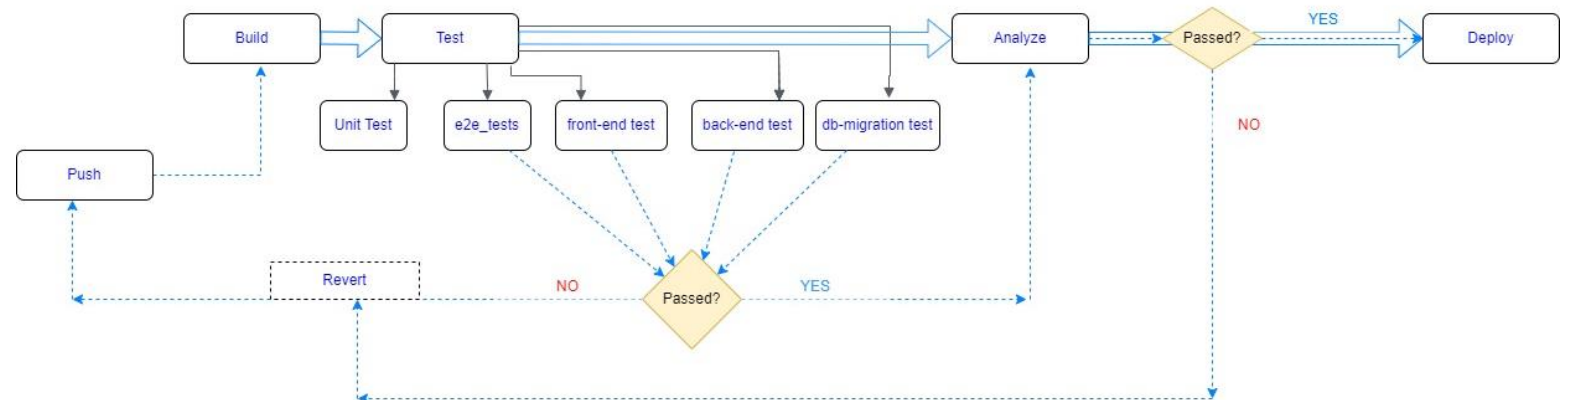 Build
Test
Analyze
Passed?
YES
Deploy
Unit Test
e2e_tests
front-end test
back-end test
db-migration test
NO
Push
Revert
NO
Passed?
YES